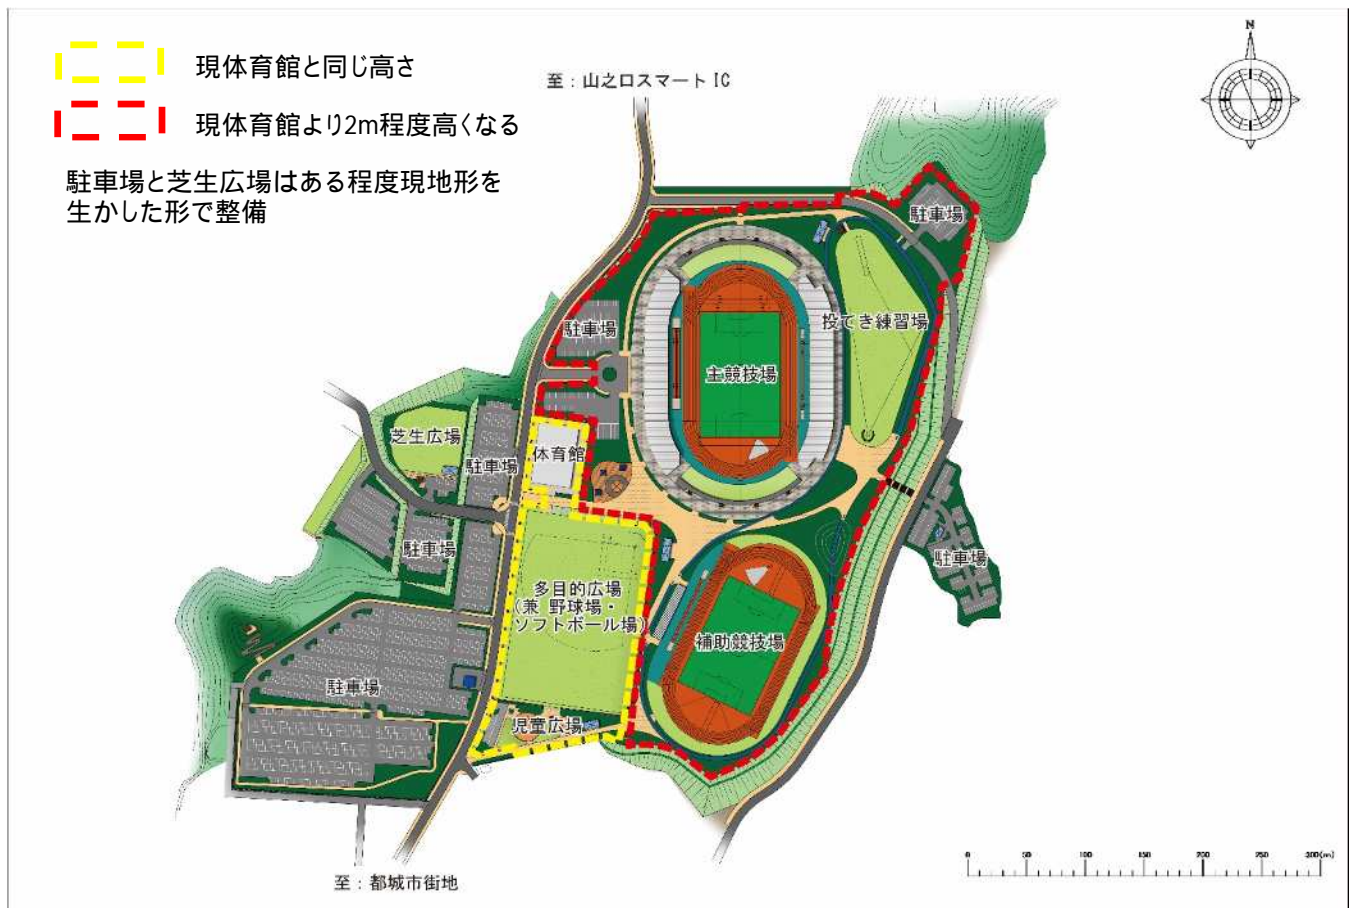 現体育館と同じ高さ
現体育館より2m程度高くなる
駐車場と芝生広場はある程度現地形を
生かした形で整備
至：山之口スマートIC
N
駐車場
投てき練習場
駐車場
主競技場
芝生広場
駐車場
体育館
駐車場
駐車場
多目的広場
(兼 野球場・
ソフトボール場)
補助競技場
駐車場
児童広場
至：都城市街地
0 50 100 150 200 250 300(m)